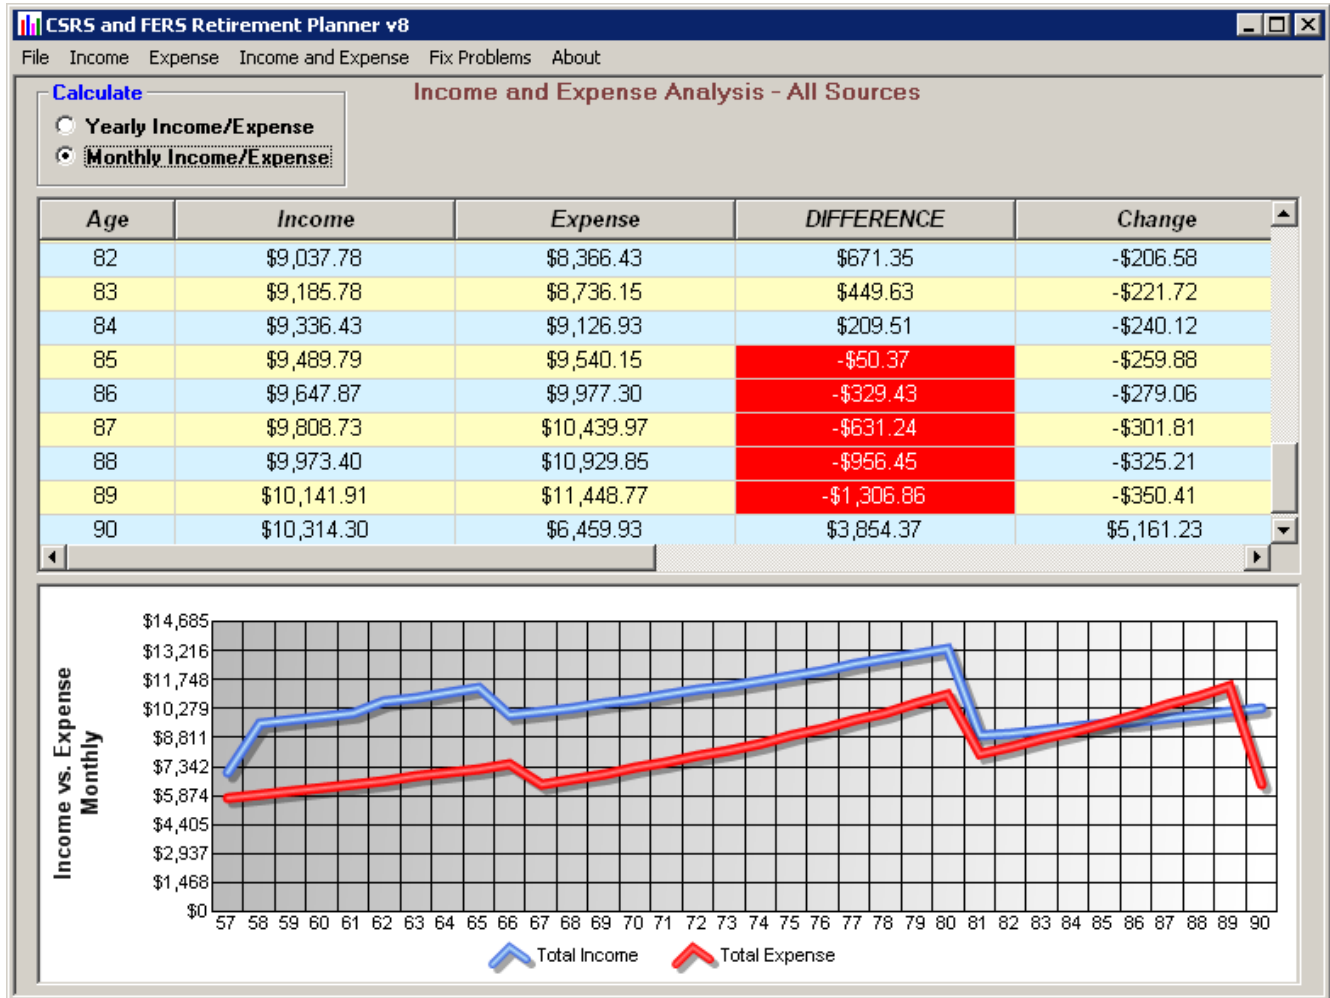 CSRS and FERS Retirement Planner v8
File Income Expense Income and Expense Fix Problems About
Calculate
Income and Expense Analysis - All Sources
Yearly Income/Expense
Monthly Income/Expense
Age Income Expense DIFFERENCE Change
82 $9,037.78 $8,366.43 $671.35 -$206.58
83 $9,185.78 $8,736.15 $449.63 -$221.72
84 $9,336.43 $9,126.93 $209.51 -$240.12
85 $9,489.79 $9,540.15 -$50.37 -$259.88
86 $9,647.87 $9,977.30 -$329.43 -$279.06
87 $9,808.73 $10,439.97 -$631.24 -$301.81
88 $9,973.40 $10,929.85 -$956.45 -$325.21
89 $10,141.91 $11,448.77 -$1,306.86 -$350.41
90 $10,314.30 $6,459.93 $3,854.37 $5,161.23
Income vs. Expense
Monthly
$14,685
$13,216
$11,748
$10,279
$8,811
$7,342
$5,874
$4,405
$2,937
$1,468
$0
57 58 59 60 61 62 63 64 65 66 67 68 69 70 71 72 73 74 75 76 77 78 79 80 81 82 83 84 85 86 87 88 89 90
Total Income Total Expense